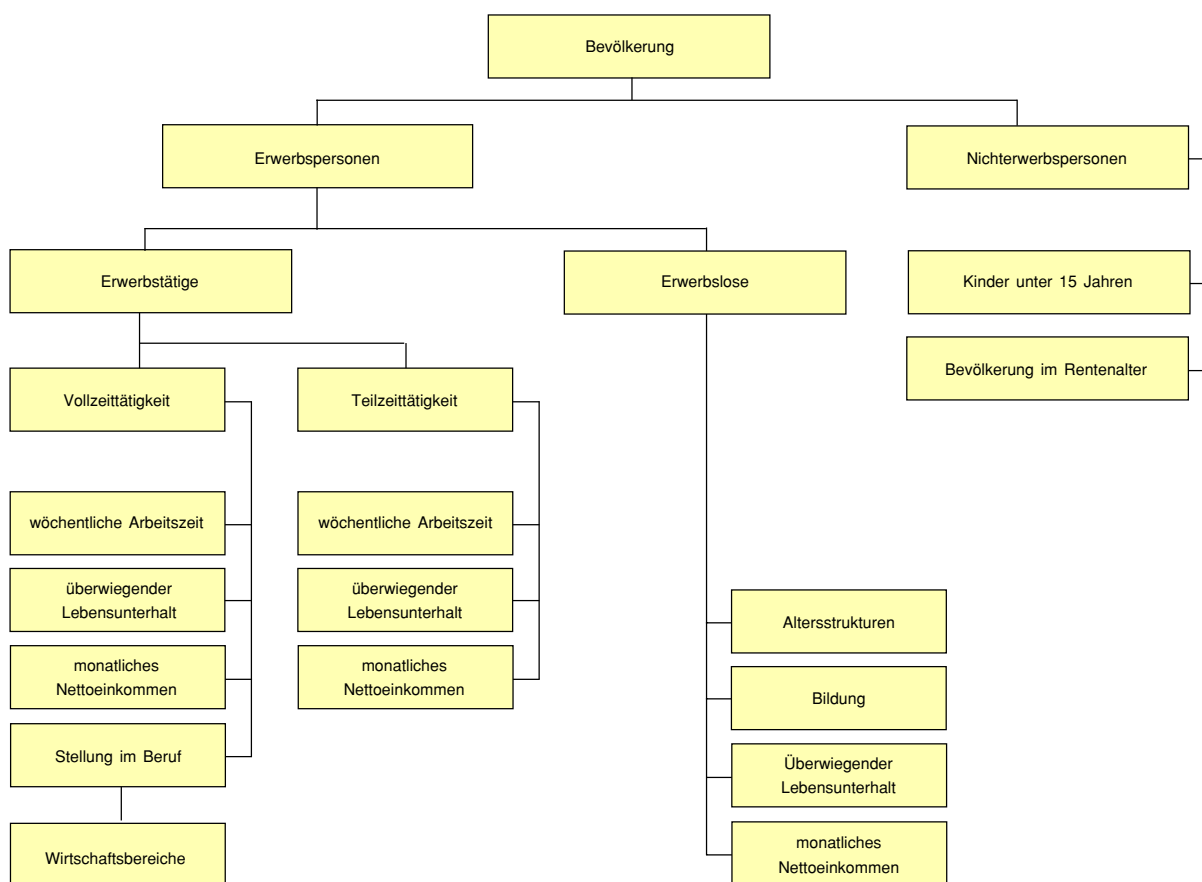 Bevölkerung
Erwerbspersonen
Nichterwerbspersonen
Erwerbstätige
Erwerbslose
Kinder unter 15 Jahren
Bevölkerung im Rentenalter
Vollzeittätigkeit
Teilzeittätigkeit
wöchentliche Arbeitszeit
wöchentliche Arbeitszeit
überwiegender
Lebensunterhalt
überwiegender
Lebensunterhalt
monatliches
Nettoeinkommen
monatliches
Nettoeinkommen
Stellung im Beruf
Wirtschaftsbereiche
Altersstrukturen
Bildung
Überwiegender
Lebensunterhalt
monatliches
Nettoeinkommen